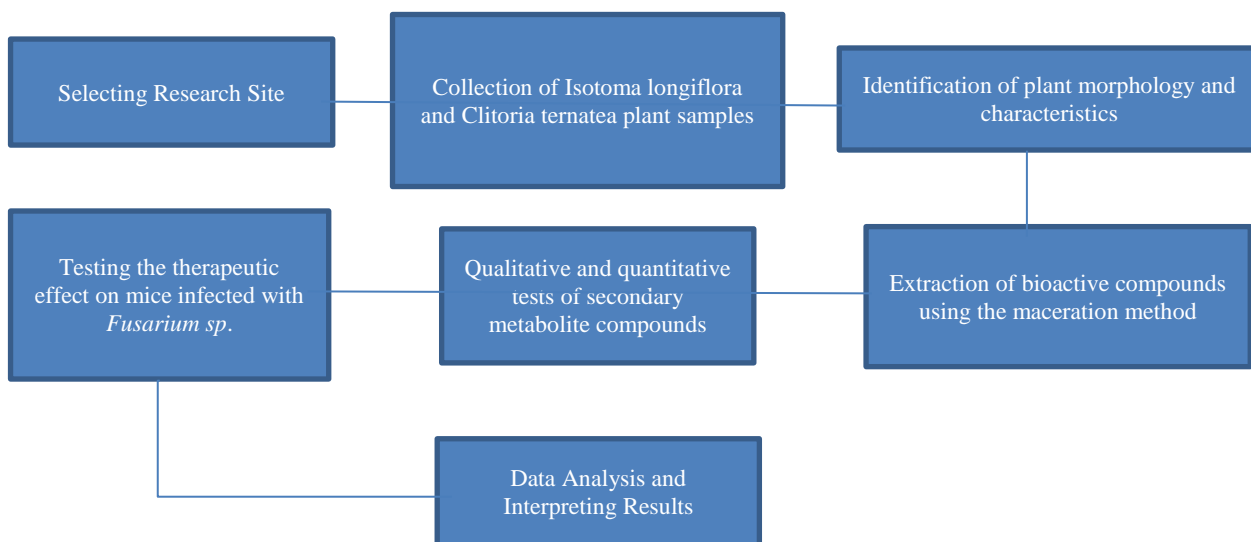 Selecting Research Site
Collection of Isotoma longiflora
and Clitoria ternatea plant samples
Identification of plant morphology and
characteristics
Extraction of bioactive compounds
using the maceration method
Qualitative and quantitative
tests of secondary
metabolite compounds
Testing the therapeutic
effect on mice infected with
Fusarium sp.
Data Analysis and
Interpreting Results